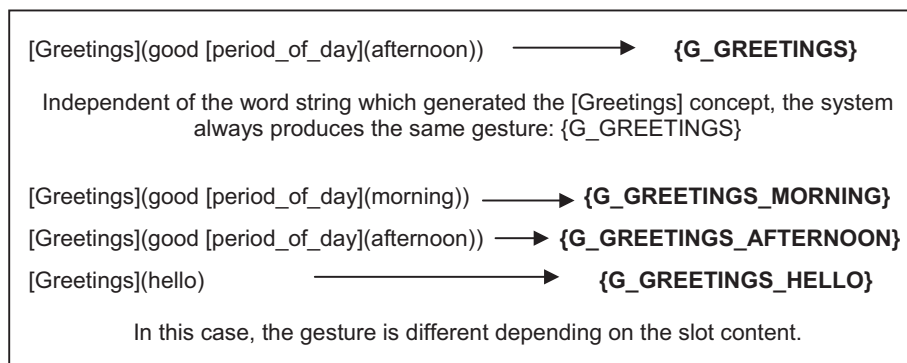 [Greetings](good [period_of_day](afternoon)) {G_GREETINGS}
Independent of the word string which generated the [Greetings] concept, the system
always produces the same gesture: {G_GREETINGS}
[Greetings](good [period_of_day](morning)) {G_GREETINGS_MORNING}
[Greetings](good [period_of_day](afternoon)) {G_GREETINGS_AFTERNOON}
[Greetings](hello) {G_GREETINGS_HELLO}
In this case, the gesture is different depending on the slot content.